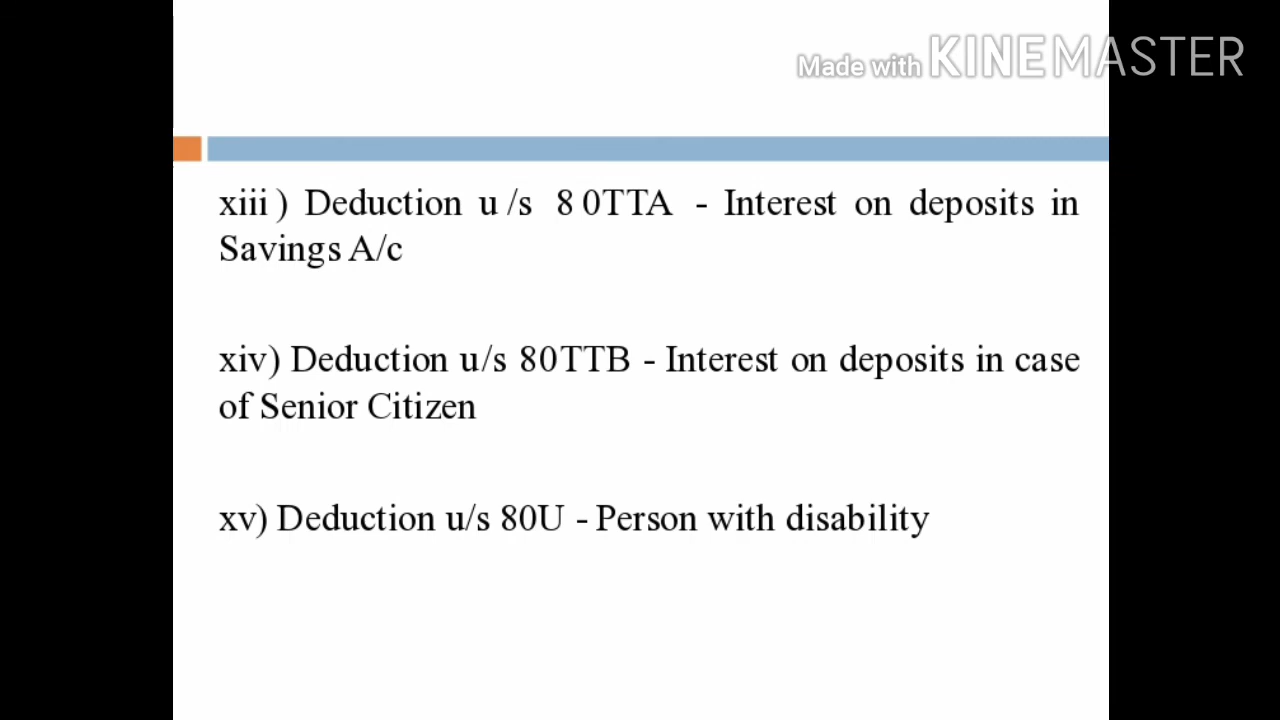 Made with KINEMASTER
xiii ) Deduction u /s 8 0TTA - Interest on deposits in
Savings A/c
xiv) Deduction u/s 80TTB - Interest on deposits in case
of Senior Citizen
xv) Deduction u/s 80U - Person with disability